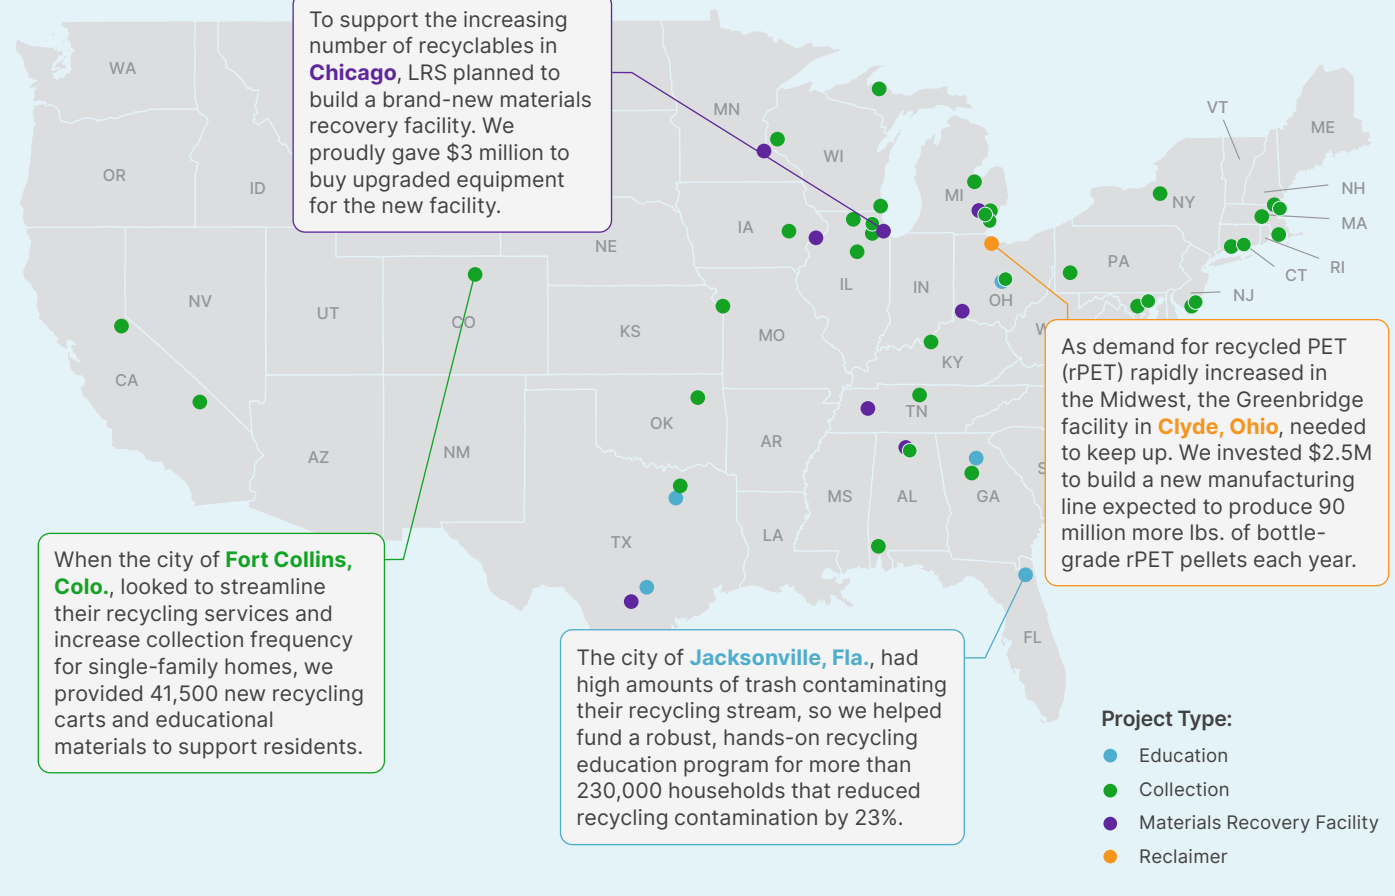 To support the increasing
number of recyclables in
Chicago, LRS planned to
build a brand-new materials
recovery facility. We
proudly gave $3 million to
buy upgraded equipment
for the new facility.
WA
MN
VT
ME
OR
ID
WI
MI
NY
NH
MA
IA
NE
PA
RI
CT
NJ
NV
UT
CO
KS
MO
IL
IN
OH
W
CA
KY
OK
AR
TN
AZ
NM
MS
AL
GA
S
TX
LA
FL
As demand for recycled PET
(rPET) rapidly increased in
the Midwest, the Greenbridge
facility in Clyde, Ohio, needed
to keep up. We invested $2.5M
to build a new manufacturing
line expected to produce 90
million more lbs. of bottle-
grade rPET pellets each year.
When the city of Fort Collins,
Colo., looked to streamline
their recycling services and
increase collection frequency
for single-family homes, we
provided 41,500 new recycling
carts and educational
materials to support residents.
The city of Jacksonville, Fla., had
high amounts of trash contaminating
their recycling stream, so we helped
fund a robust, hands-on recycling
education program for more than
230,000 households that reduced
recycling contamination by 23%.
Project Type:
Education
Collection
Materials Recovery Facility
Reclaimer